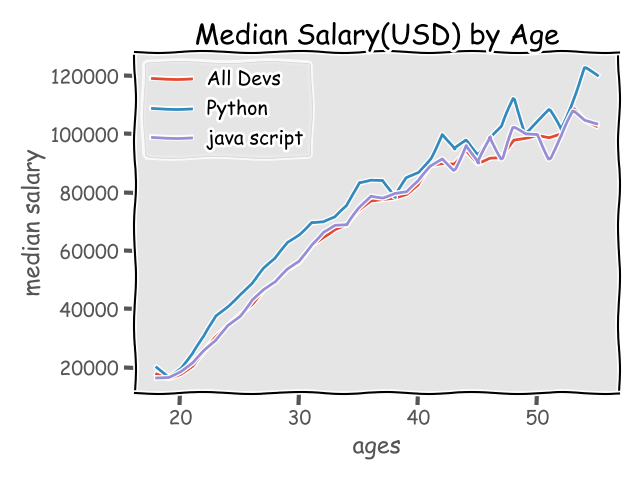 Median Salary(USD) by Age
All Devs
Python
java script
median salary
120000
100000
80000
60000
40000
20000
20 30 40 50
ages